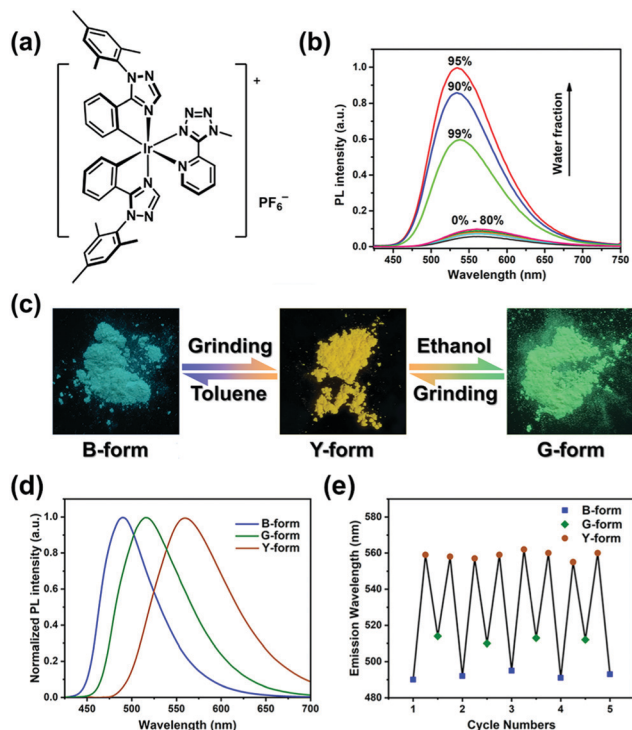 (a)
N
N
N
N
N
N
N
N
Ir
N
N
N
N
N
+
PF6−
(b)
PL intensity (a.u.)
1.0
0.8
0.6
0.4
0.2
0.0
95%
90%
99%
0% - 80%
Water fraction
450 500 550 600 650 700 750
Wavelength (nm)
(c)
Grinding
Toluene
Ethanol
Grinding
B-form
Y-form
G-form
(d)
Normalized PL intensity (a.u.)
1.0
0.8
0.6
0.4
0.2
0.0
B-form
G-form
Y-form
450 500 550 600 650 700
Wavelength (nm)
(e)
Emission Wavelength (nm)
580
560
540
520
500
480
B-form
G-form
Y-form
1 2 3 4 5
Cycle Numbers